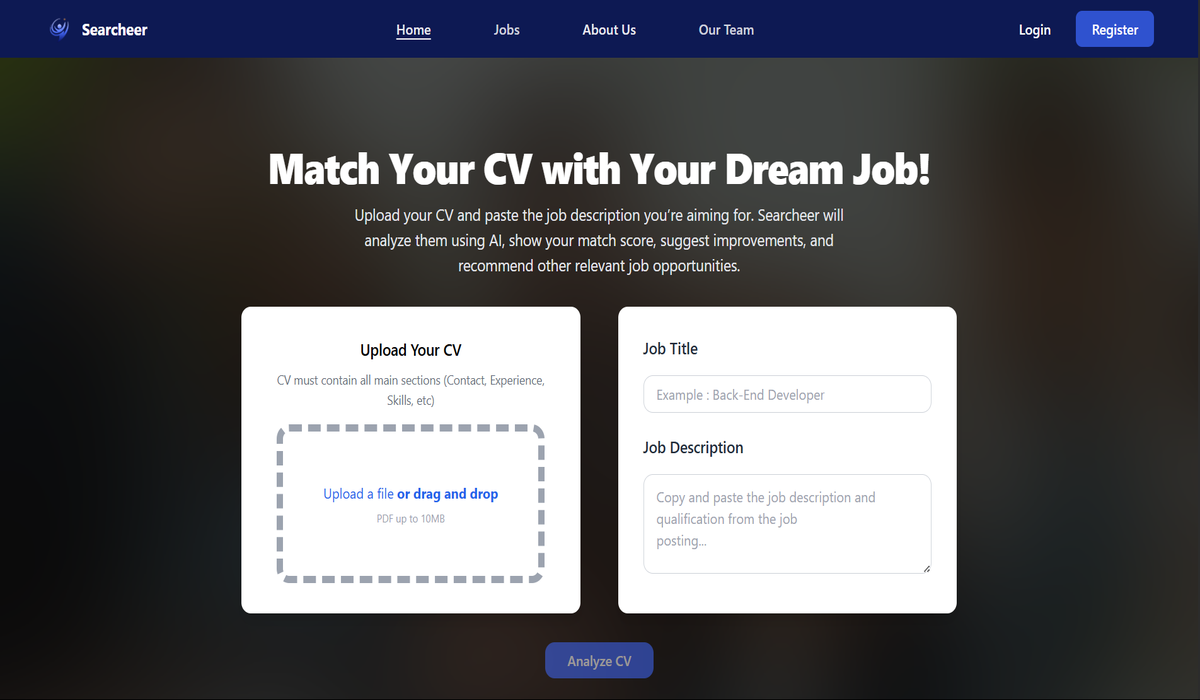 Searcheer
Home
Jobs
About Us
Our Team
Login
Register
Match Your CV with Your Dream Job!
Upload your CV and paste the job description you're aiming for. Searcheer will
analyze them using AI, show your match score, suggest improvements, and
recommend other relevant job opportunities.
Upload Your CV
CV must contain all main sections (Contact, Experience,
Skills, etc)
Upload a file or drag and drop
PDF up to 10MB
Job Title
Example : Back-End Developer
Job Description
Copy and paste the job description and
qualification from the job
posting...
Analyze CV